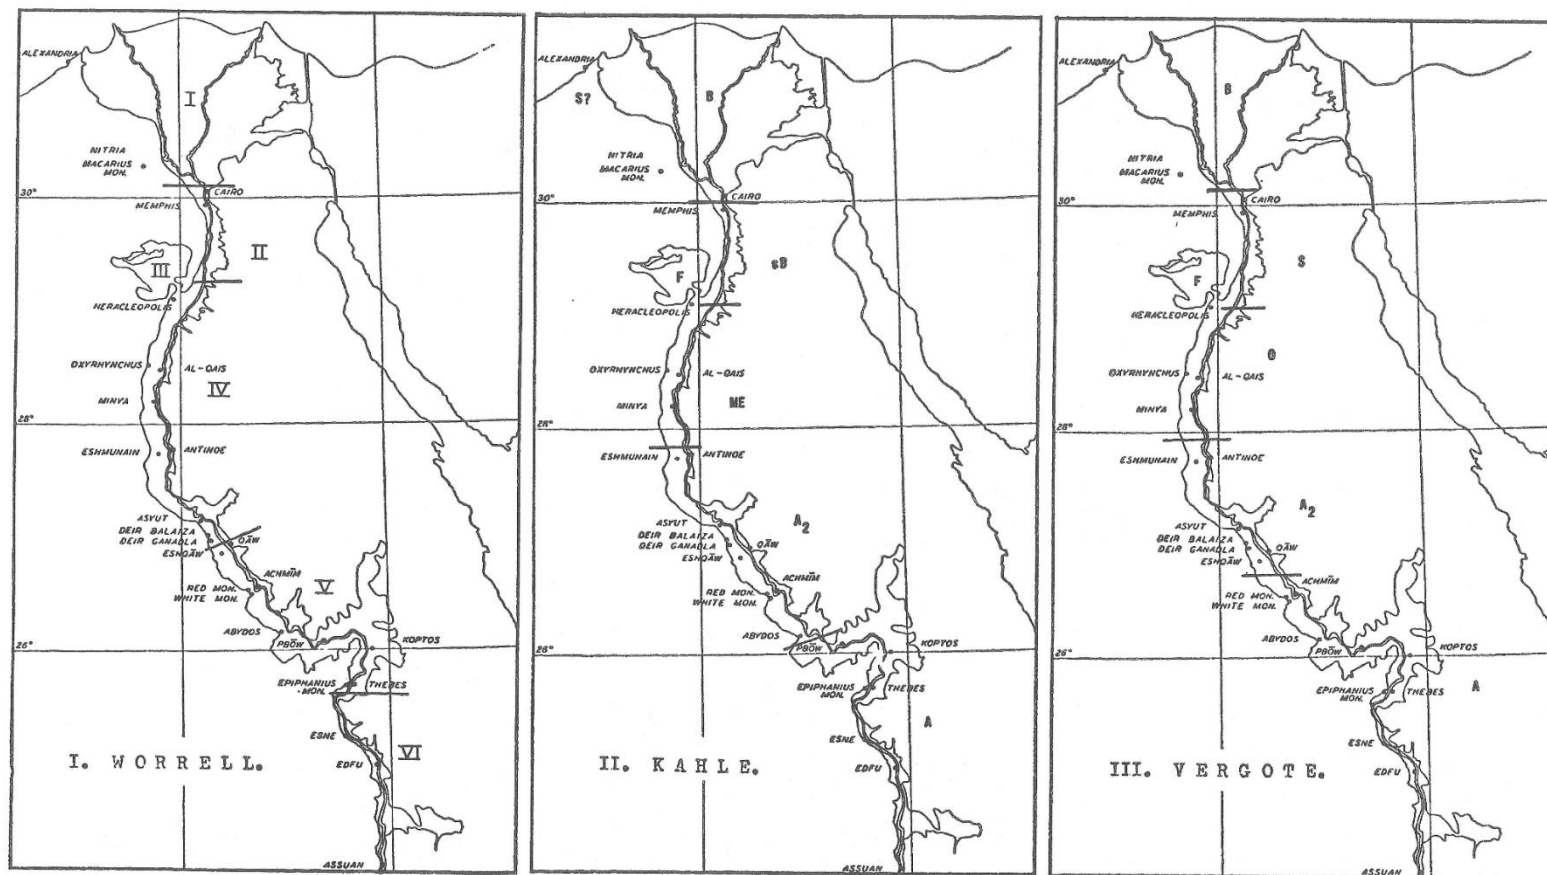 ALEXANDRIA
I
NITRIA
MACARIUS
MON.
30°
CAIRO
MEMPHIS
II
III
HERACLEOPOLIS
OXYRHYNCHUS
AL-QAIS
IV
MINYA
28°
ESHMUNAIN
ANTINOE
ASYUT
DEIR BALAIZA
DEIR GANADLA
QĀW
ESHQĀW
ACHMĪM
V
RED MON.
WHITE MON.
ABYDOS
PBŌW
KOPTOS
26°
EPIPHANIUS
-MON.
THEBES
ESNE
VI
EDFU
I. WORRELL.
ASSUAN
ALEXANDRIA
S?
B
NITRIA
MACARIUS
MON.
30°
CAIRO
MEMPHIS
sB
F
HERACLEOPOLIS
OXYRHYNCHUS
AL-QAIS
MINYA
ME
28°
ESHMUNAIN
ANTINOE
ASYUT
A2
DEIR BALAIZA
DEIR GANADLA
QĀW
ESHQĀW
ACHMĪM
RED MON.
WHITE MON.
ABYDOS
PBŌW
KOPTOS
26°
EPIPHANIUS
MON.
THEBES
A
ESNE
EDFU
II. KAHLE.
ASSUAN
ALEXANDRIA
B
NITRIA
MACARIUS
MON.
30°
CAIRO
MEMPHIS
S
F
HERACLEOPOLIS
O
OXYRHYNCHUS
AL-QAIS
MINYA
28°
ESHMUNAIN
ANTINOE
A2
ASYUT
DEIR BALAIZA
DEIR GANADLA
QĀW
ESHQĀW
ACHMĪM
RED MON.
WHITE MON.
ABYDOS
PBŌW
KOPTOS
26°
EPIPHANIUS
MON.
THEBES
A
ESNE
EDFU
III. VERGOTE.
ASSUAN